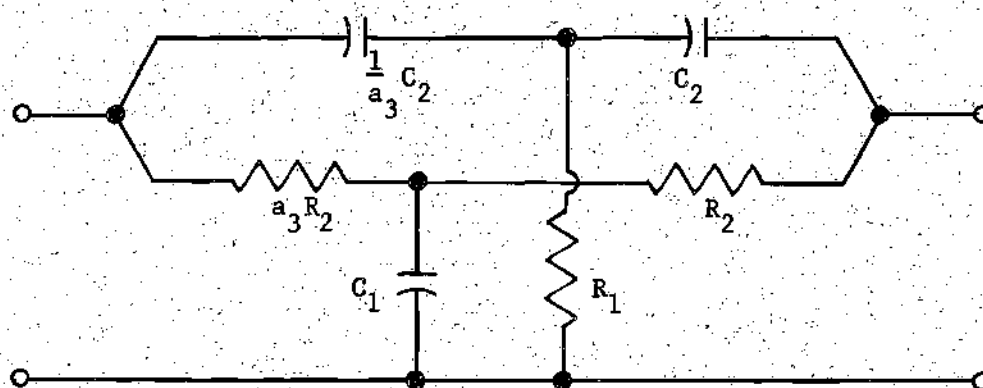 1/a₃ C₂
C₂
a₃R₂
R₂
C₁
R₁